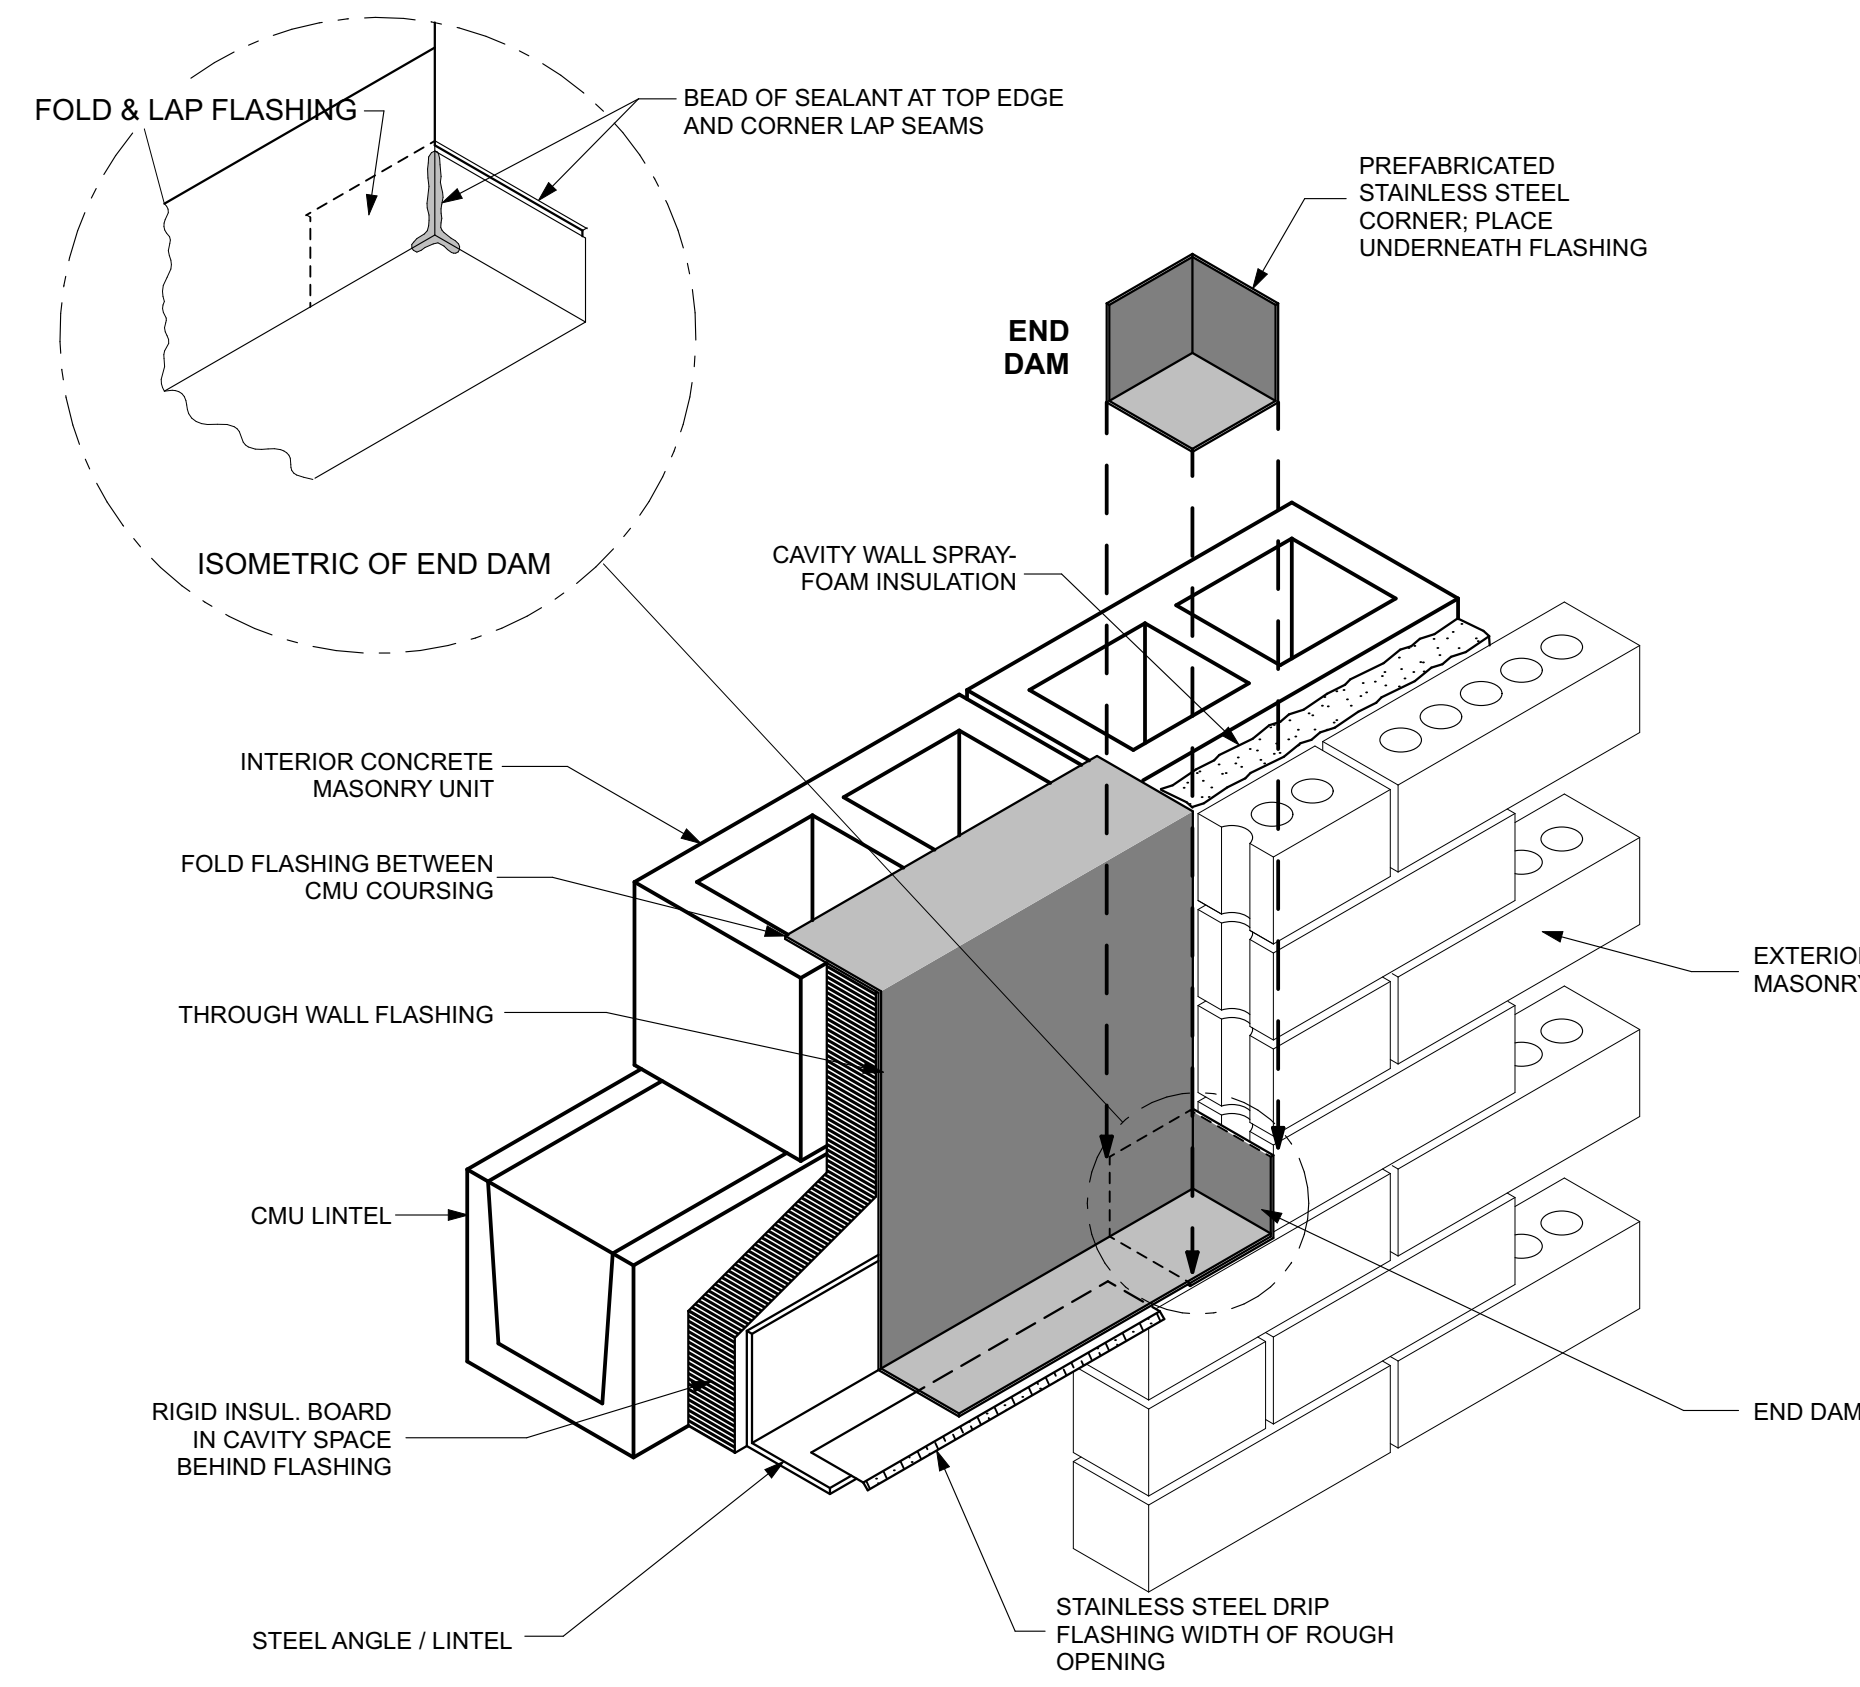 FOLD & LAP FLASHING
BEAD OF SEALANT AT TOP EDGE
AND CORNER LAP SEAMS
ISOMETRIC OF END DAM
PREFABRICATED
STAINLESS STEEL
CORNER; PLACE
UNDERNEATH FLASHING
END
DAM
CAVITY WALL SPRAY-
FOAM INSULATION
INTERIOR CONCRETE
MASONRY UNIT
FOLD FLASHING BETWEEN
CMU COURSING
THROUGH WALL FLASHING
CMU LINTEL
RIGID INSUL. BOARD
IN CAVITY SPACE
BEHIND FLASHING
STEEL ANGLE / LINTEL
STAINLESS STEEL DRIP
FLASHING WIDTH OF ROUGH
OPENING
MASONRY
END DAM